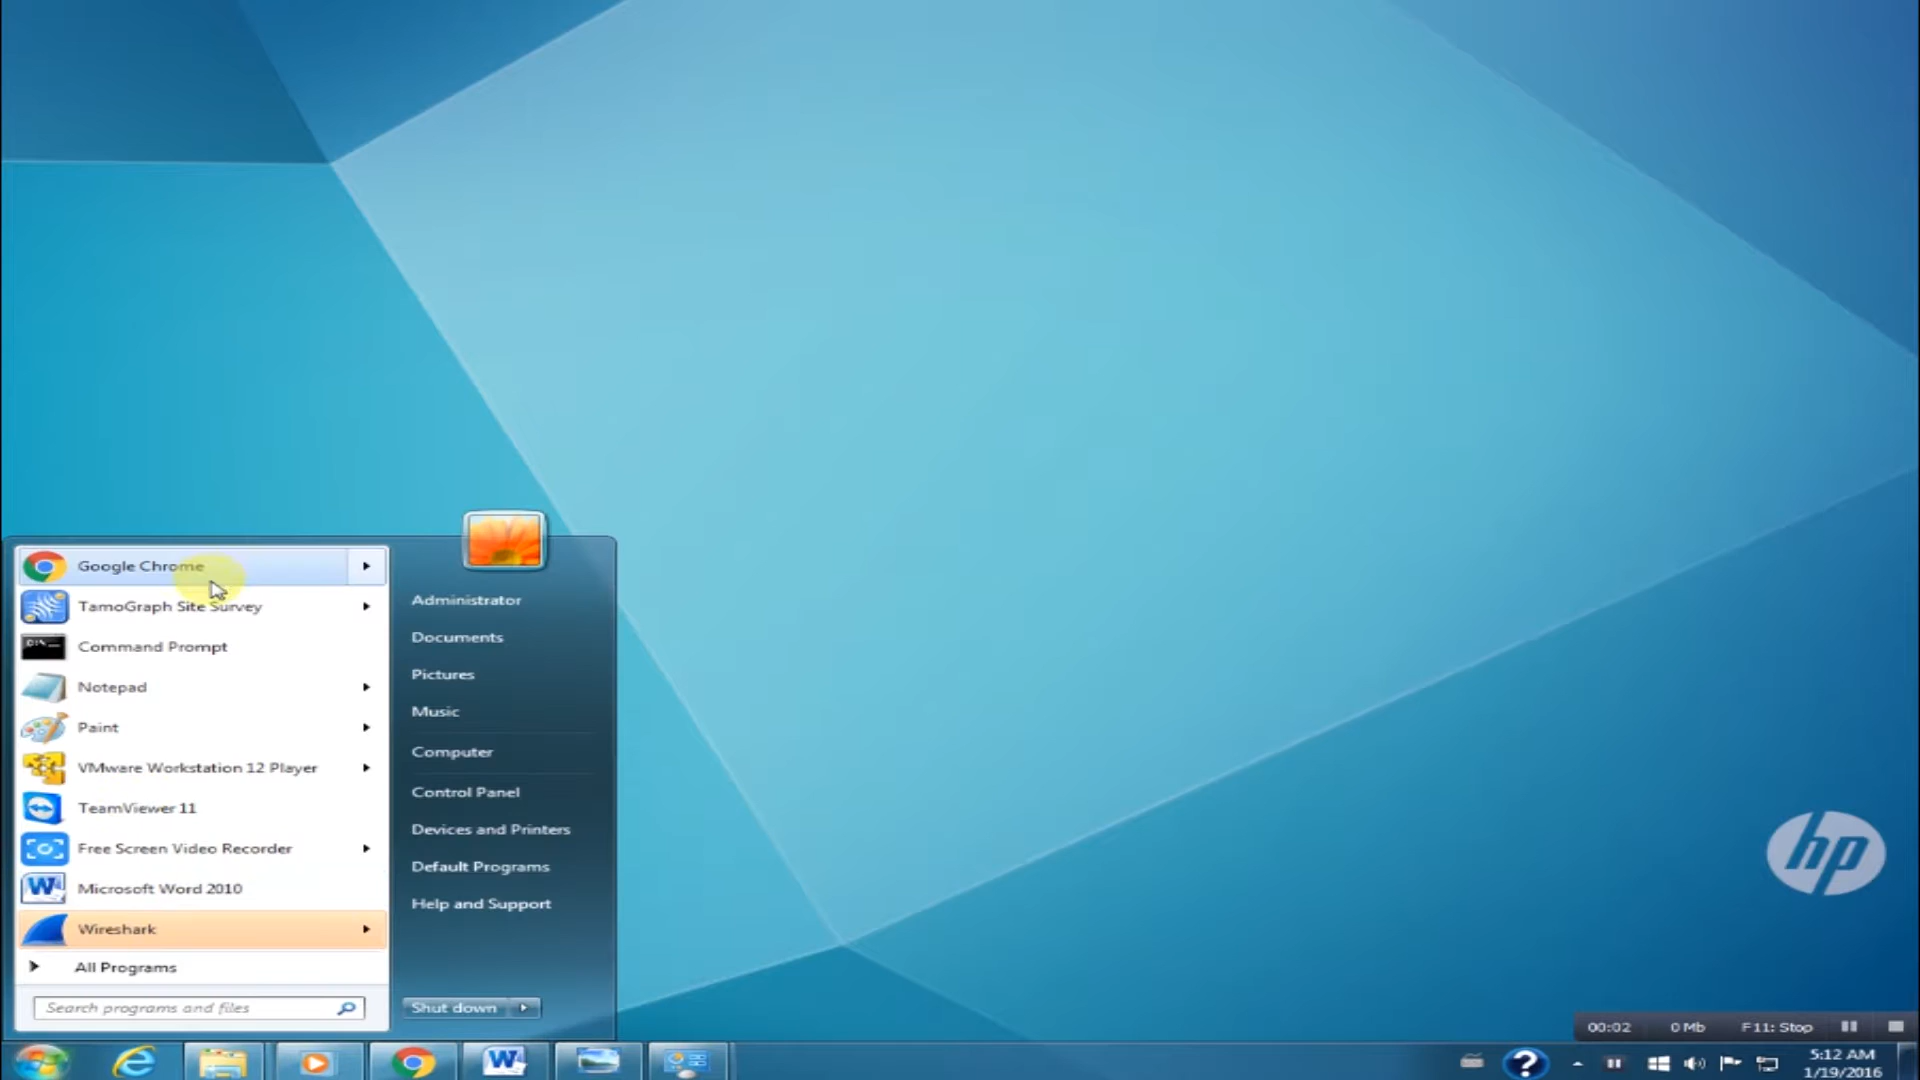 Google Chrome
TamoGraph Site Survey
Command Prompt
Notepad
Paint
VMware Workstation 12 Player
TeamViewer 11
Free Screen Video Recorder
Microsoft Word 2010
Wireshark
All Programs
Search programs and files
Administrator
Documents
Pictures
Music
Computer
Control Panel
Devices and Printers
Default Programs
Help and Support
Shut down
hp
00:02 0 Mb F11: Stop
5:12 AM
1/19/2016